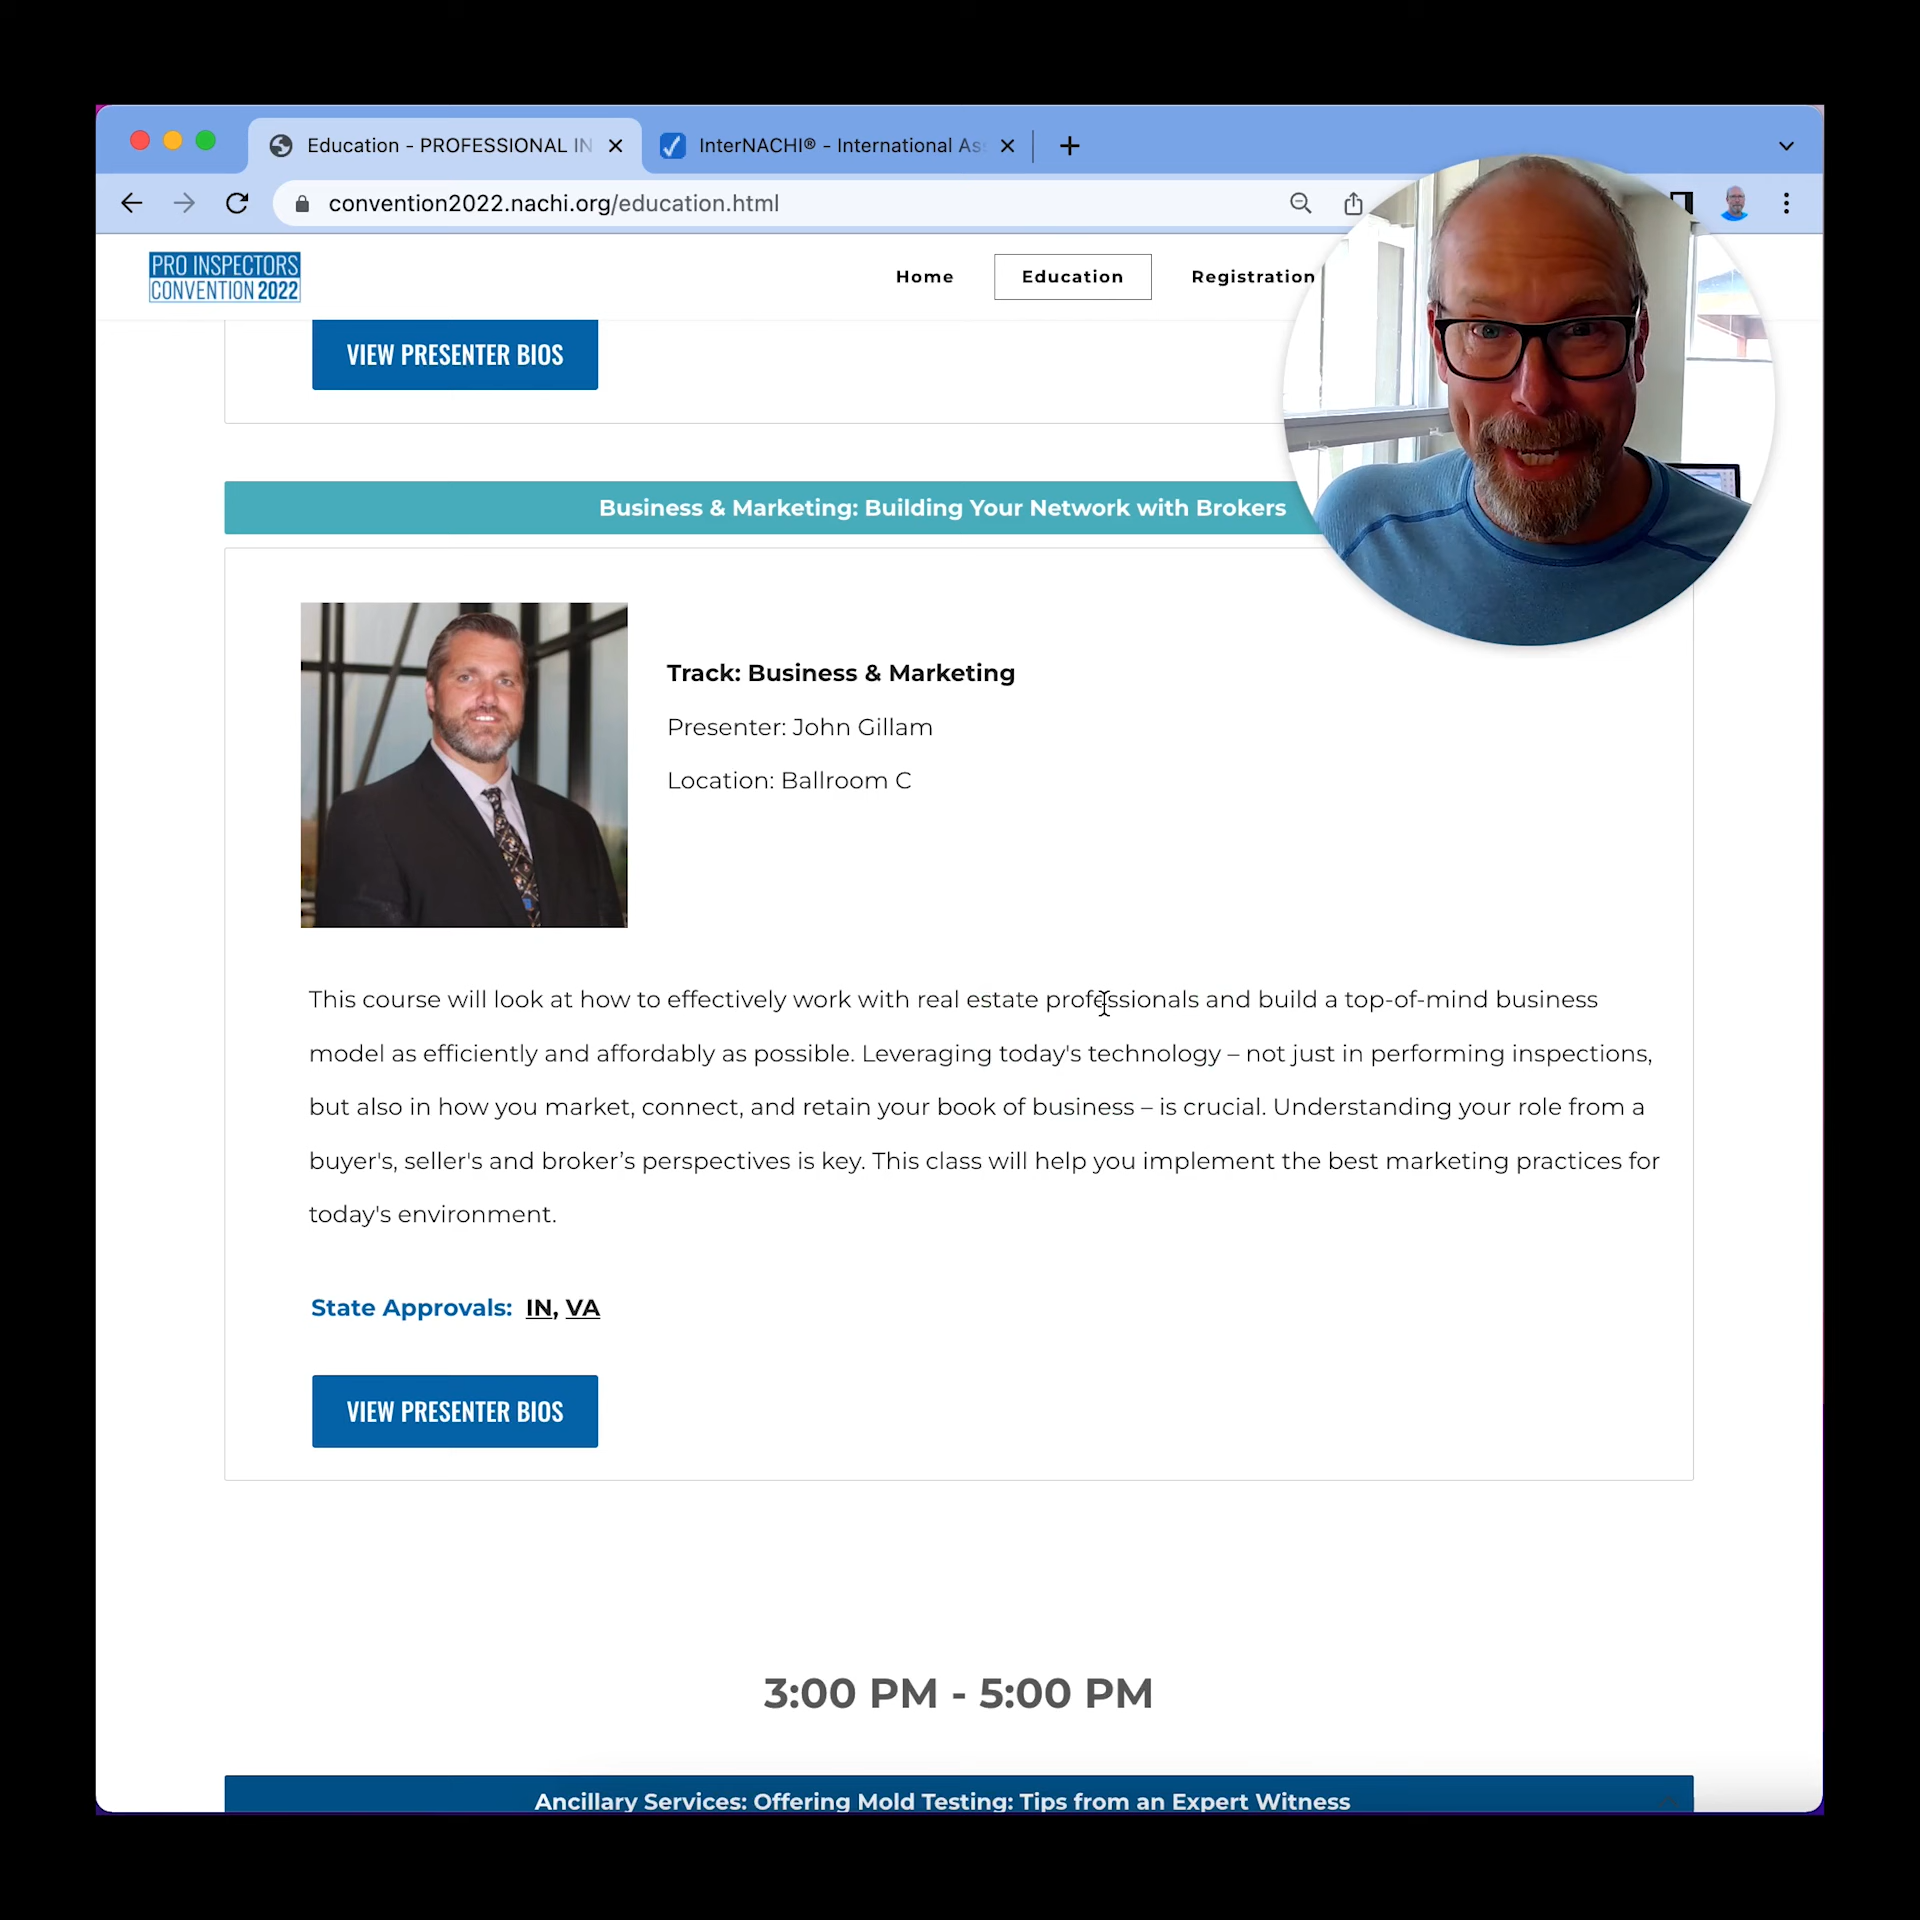 Education - PROFESSIONAL IN
InterNACHI® - International As
convention2022.nachi.org/education.html
PRO INSPECTORS
CONVENTION 2022
Home
Education
Registration
VIEW PRESENTER BIOS
Business & Marketing: Building Your Network with Brokers
Track: Business & Marketing
Presenter: John Gillam
Location: Ballroom C
This course will look at how to effectively work with real estate professionals and build a top-of-mind business
model as efficiently and affordably as possible. Leveraging today's technology – not just in performing inspections,
but also in how you market, connect, and retain your book of business – is crucial. Understanding your role from a
buyer's, seller's and broker’s perspectives is key. This class will help you implement the best marketing practices for
today's environment.
State Approvals: IN, VA
VIEW PRESENTER BIOS
3:00 PM - 5:00 PM
Ancillary Services: Offering Mold Testing: Tips from an Expert Witness